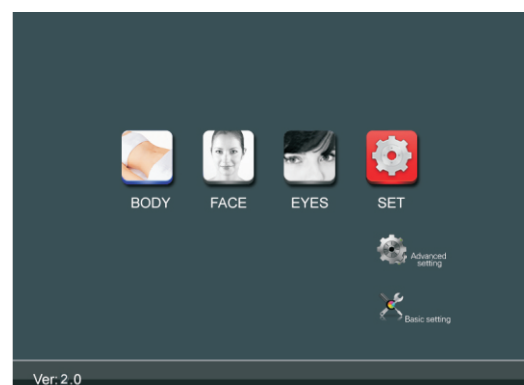 BODY FACE EYES SET
Advanced
setting
Basic setting
Ver: 2.0